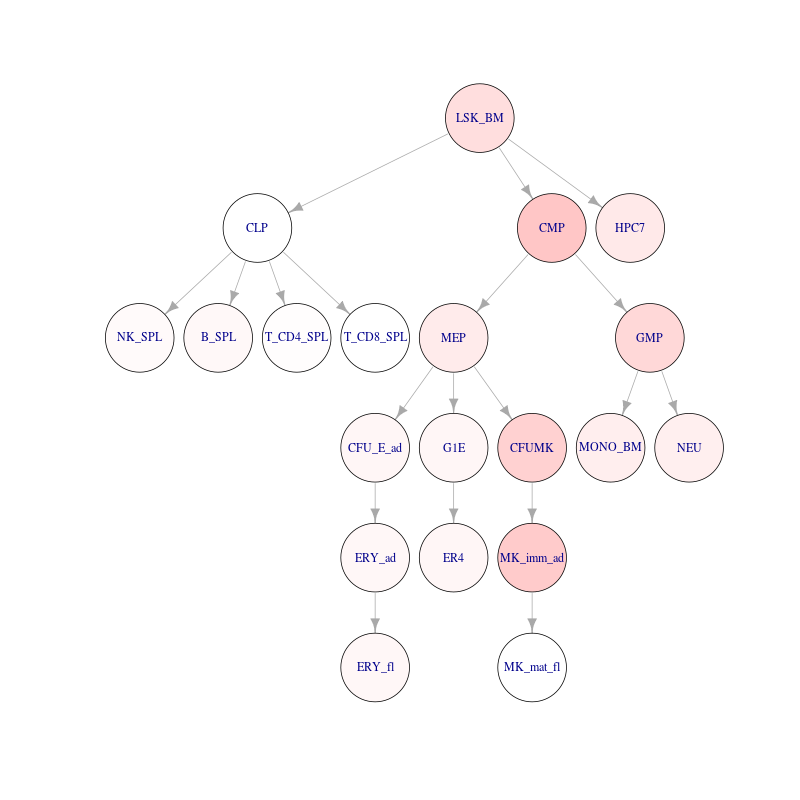 LSK_BM
CLP
CMP
HPC7
NK_SPL
B_SPL
T_CD4_SPL
T_CD8_SPL
MEP
GMP
CFU_E_ad
G1E
CFUMK
MONO_BM
NEU
ERY_ad
ER4
MK_imm_ad
ERY_fl
MK_mat_fl